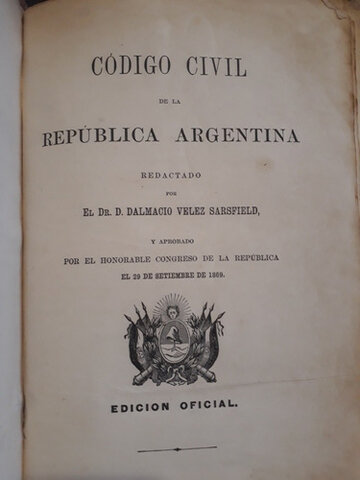 CÓDIGO CIVIL
DE LA
REPÚBLICA ARGENTINA
REDACTADO
POR
EL DR. D. DALMACIO VELEZ SARSFIELD,
Y APROBADO
POR EL HONORABLE CONGRESO DE LA REPÚBLICA
EL 29 DE SETIEMBRE DE 1869.
EDICION OFICIAL.